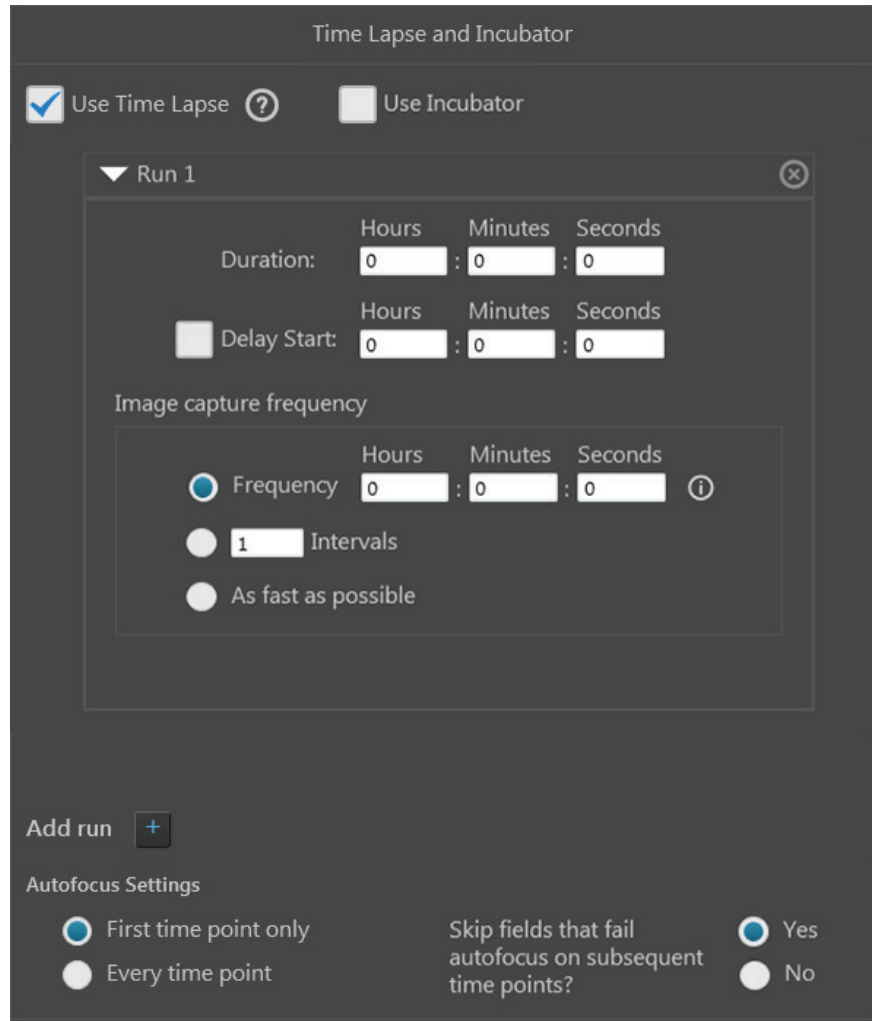 Time Lapse and Incubator
Use Time Lapse ? Use Incubator
Run 1
Hours Minutes Seconds
Duration: 0 : 0 : 0
Hours Minutes Seconds
Delay Start: 0 : 0 : 0
Image capture frequency
Hours Minutes Seconds
Frequency 0 : 0 : 0 i
1 Intervals
As fast as possible
Add run +
Autofocus Settings
First time point only
Every time point
Skip fields that fail
autofocus on subsequent
time points?
Yes
No